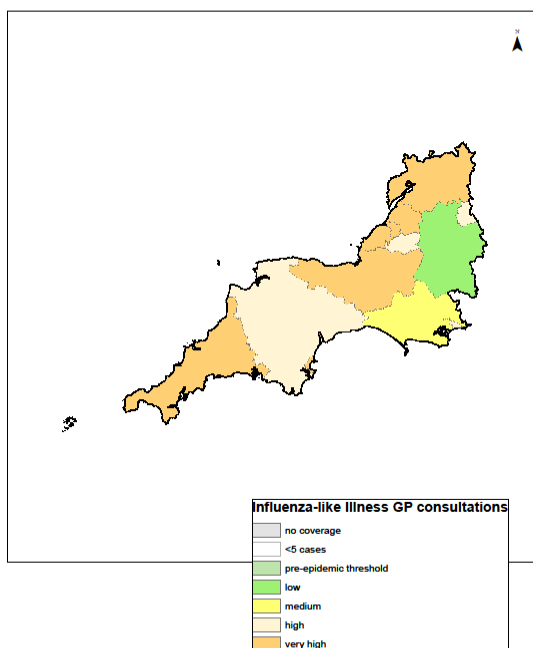 N
Influenza-like Illness GP consultations
no coverage
<5 cases
pre-epidemic threshold
low
medium
high
very high